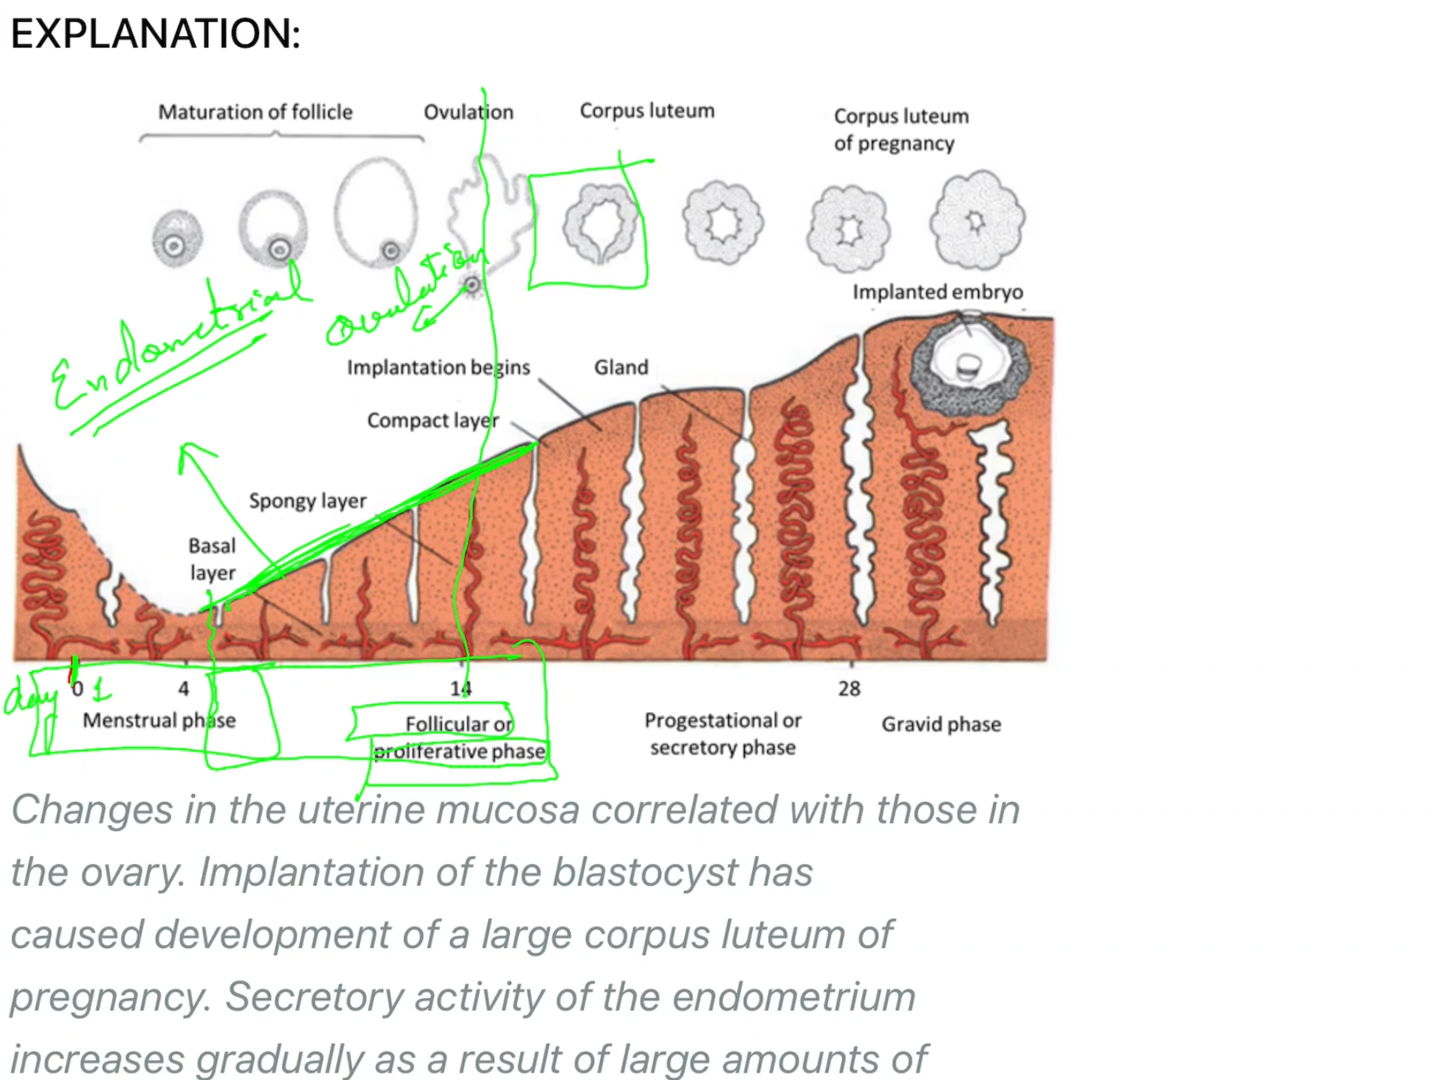 EXPLANATION:
Maturation of follicle
Ovulation
Corpus luteum
Corpus luteum
of pregnancy
Endometrial
ovulation
Implanted embryo
Implantation begins
Gland
Compact layer
Spongy layer
Basal
layer
day 1
0
4
14
28
Menstrual phase
Follicular or
proliferative phase
Progestational or
secretory phase
Gravid phase
Changes in the uterine mucosa correlated with those in
the ovary. Implantation of the blastocyst has
caused development of a large corpus luteum of
pregnancy. Secretory activity of the endometrium
increases gradually as a result of large amounts of